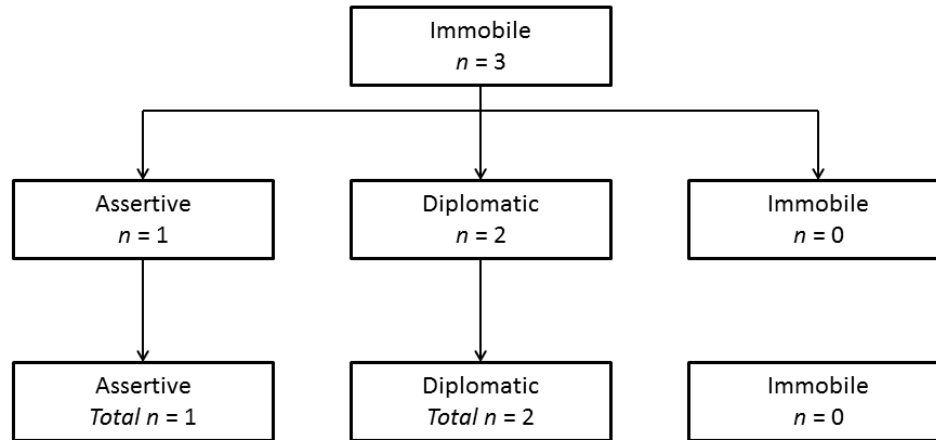 Immobile
n = 3
Assertive
n = 1
Diplomatic
n = 2
Immobile
n = 0
Assertive
Total n = 1
Diplomatic
Total n = 2
Immobile
n = 0